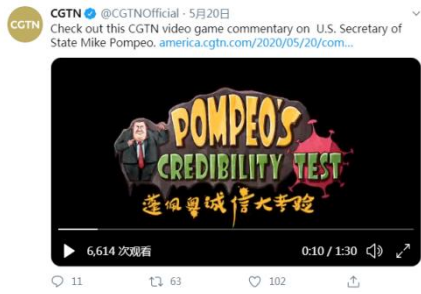 CGTN
CGTN @CGTNOfficial · 5月20日
Check out this CGTN video game commentary on U.S. Secretary of
State Mike Pompeo. america.cgtn.com/2020/05/20/com...
POMPEO'S
CREDIBILITY TEST
蓬佩奥诚信大考验
6,614 次观看
0:10 / 1:30
11
63
102